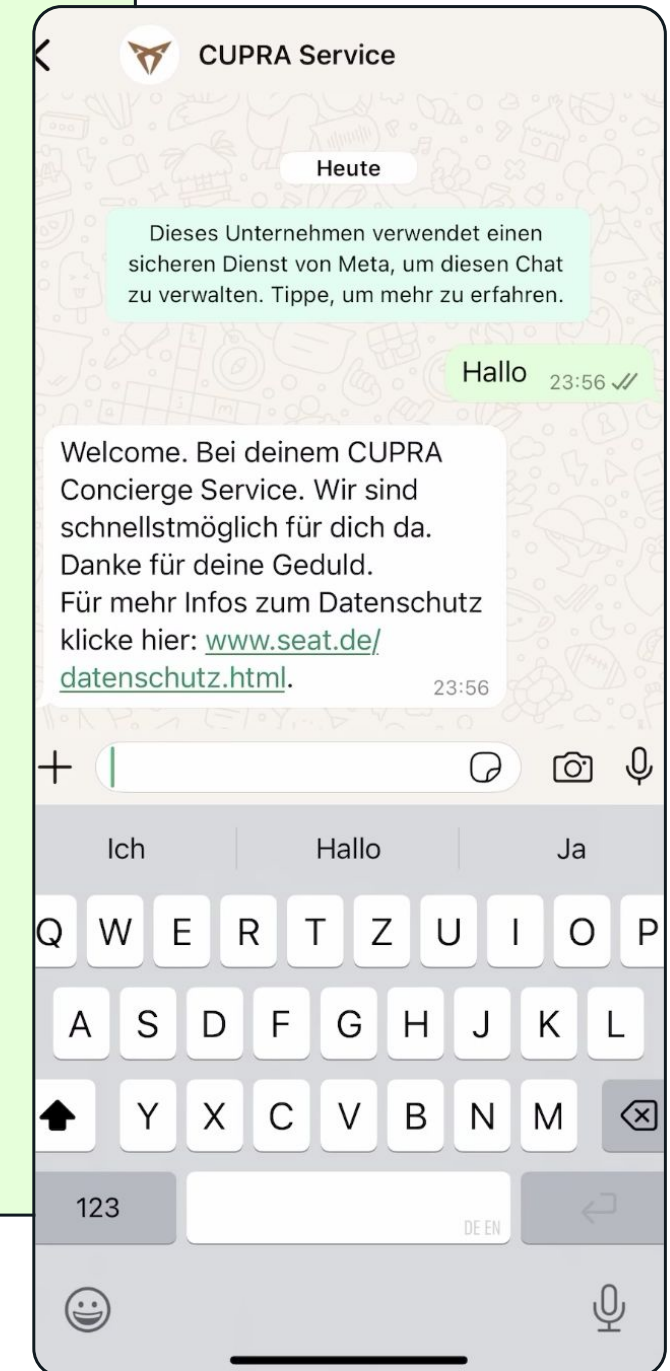 CUPRA Service
Heute
Dieses Unternehmen verwendet einen
sicheren Dienst von Meta, um diesen Chat
zu verwalten. Tippe, um mehr zu erfahren.
Hallo 23:56
Welcome. Bei deinem CUPRA
Concierge Service. Wir sind
schnellstmöglich für dich da.
Danke für deine Geduld.
Für mehr Infos zum Datenschutz
klicke hier: www.seat.de/
datenschutz.html. 23:56
Ich Hallo Ja
Q W E R T Z U I O P
A S D F G H J K L
Y X C V B N M
123 DE EN